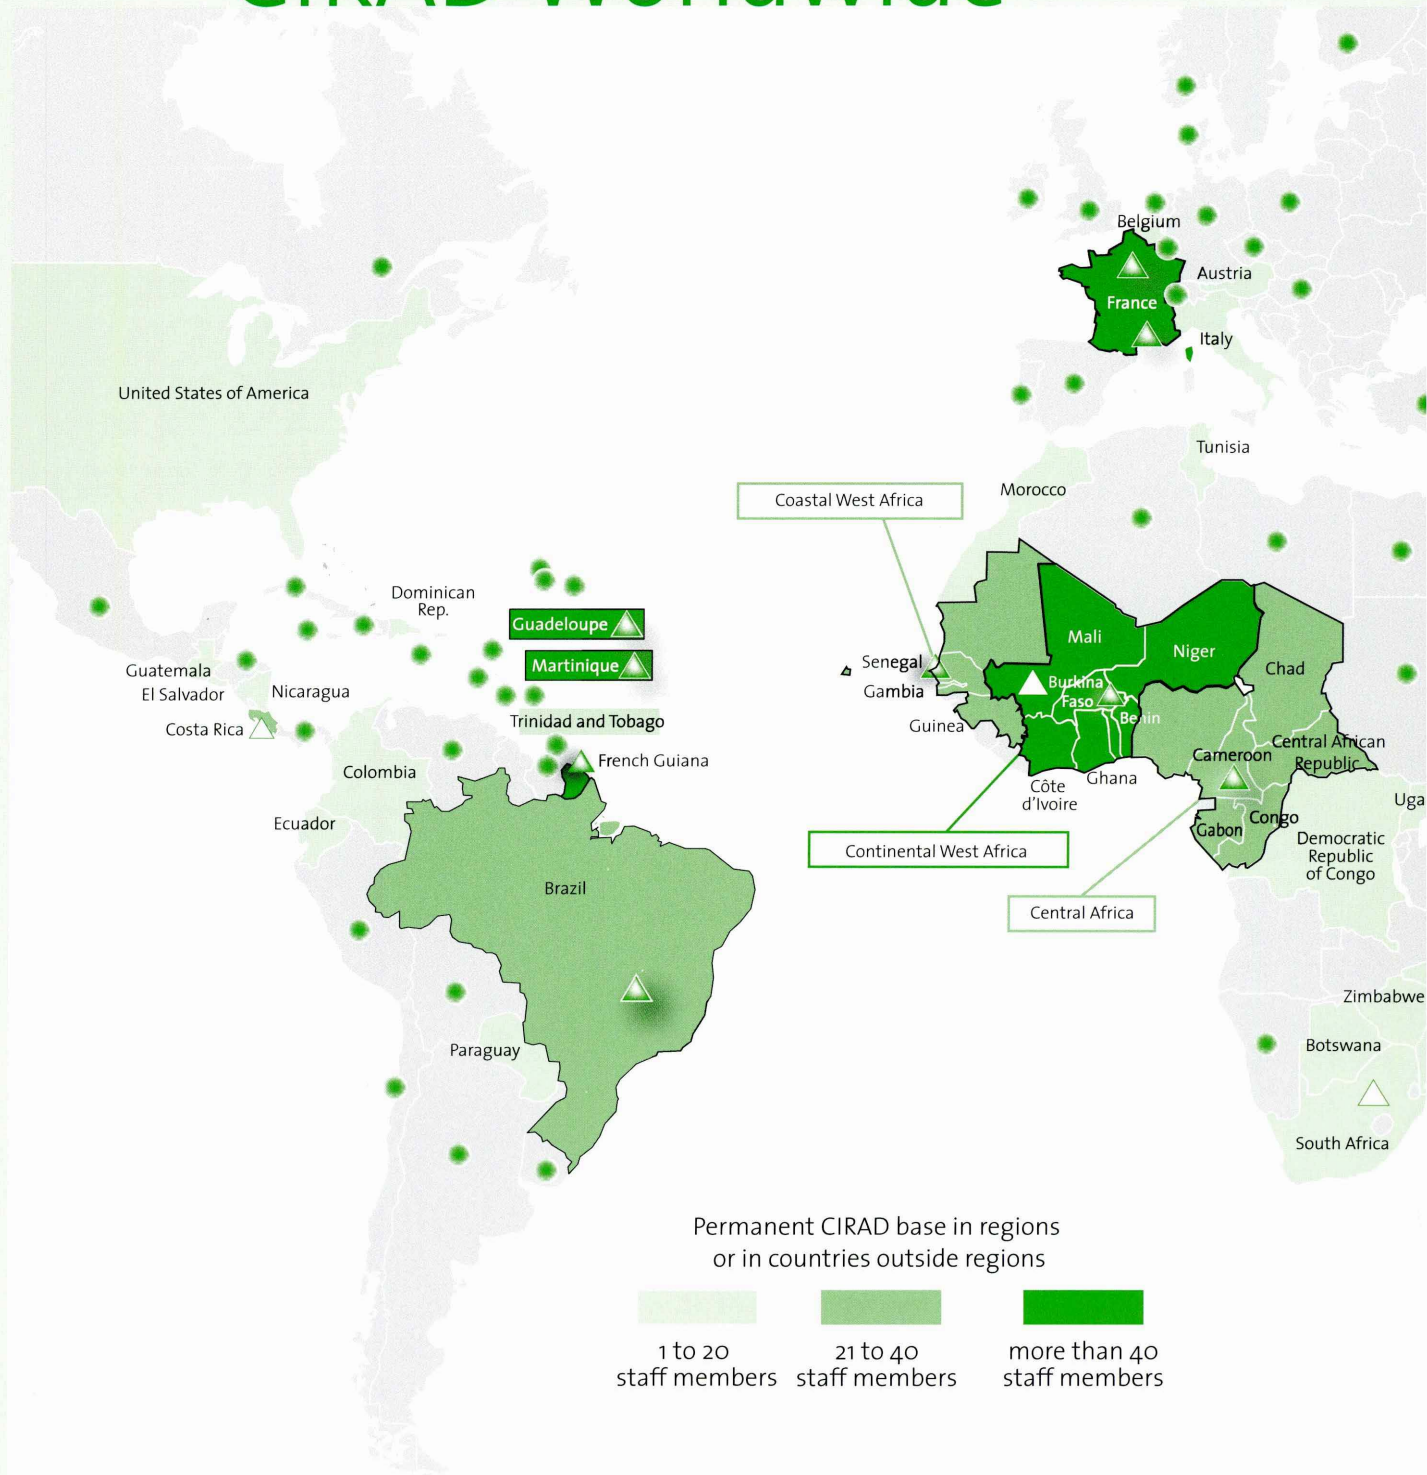 CIRAD Worldwide
Belgium
Austria
France
Italy
United States of America
Tunisia
Morocco
Coastal West Africa
Dominican
Rep.
Guadeloupe
Martinique
Mali
Niger
Chad
Senegal
Gambia
Burkina
Faso
Benin
Guinea
Guatemala
El Salvador
Nicaragua
Costa Rica
Trinidad and Tobago
French Guiana
Colombia
Ecuador
Côte
d'Ivoire
Ghana
Cameroon
Central African
Republic
Gabon
Congo
Uga
Democratic
Republic
of Congo
Continental West Africa
Central Africa
Brazil
Zimbabwe
Botswana
Paraguay
South Africa
Permanent CIRAD base in regions
or in countries outside regions
1 to 20
staff members
21 to 40
staff members
more than 40
staff members